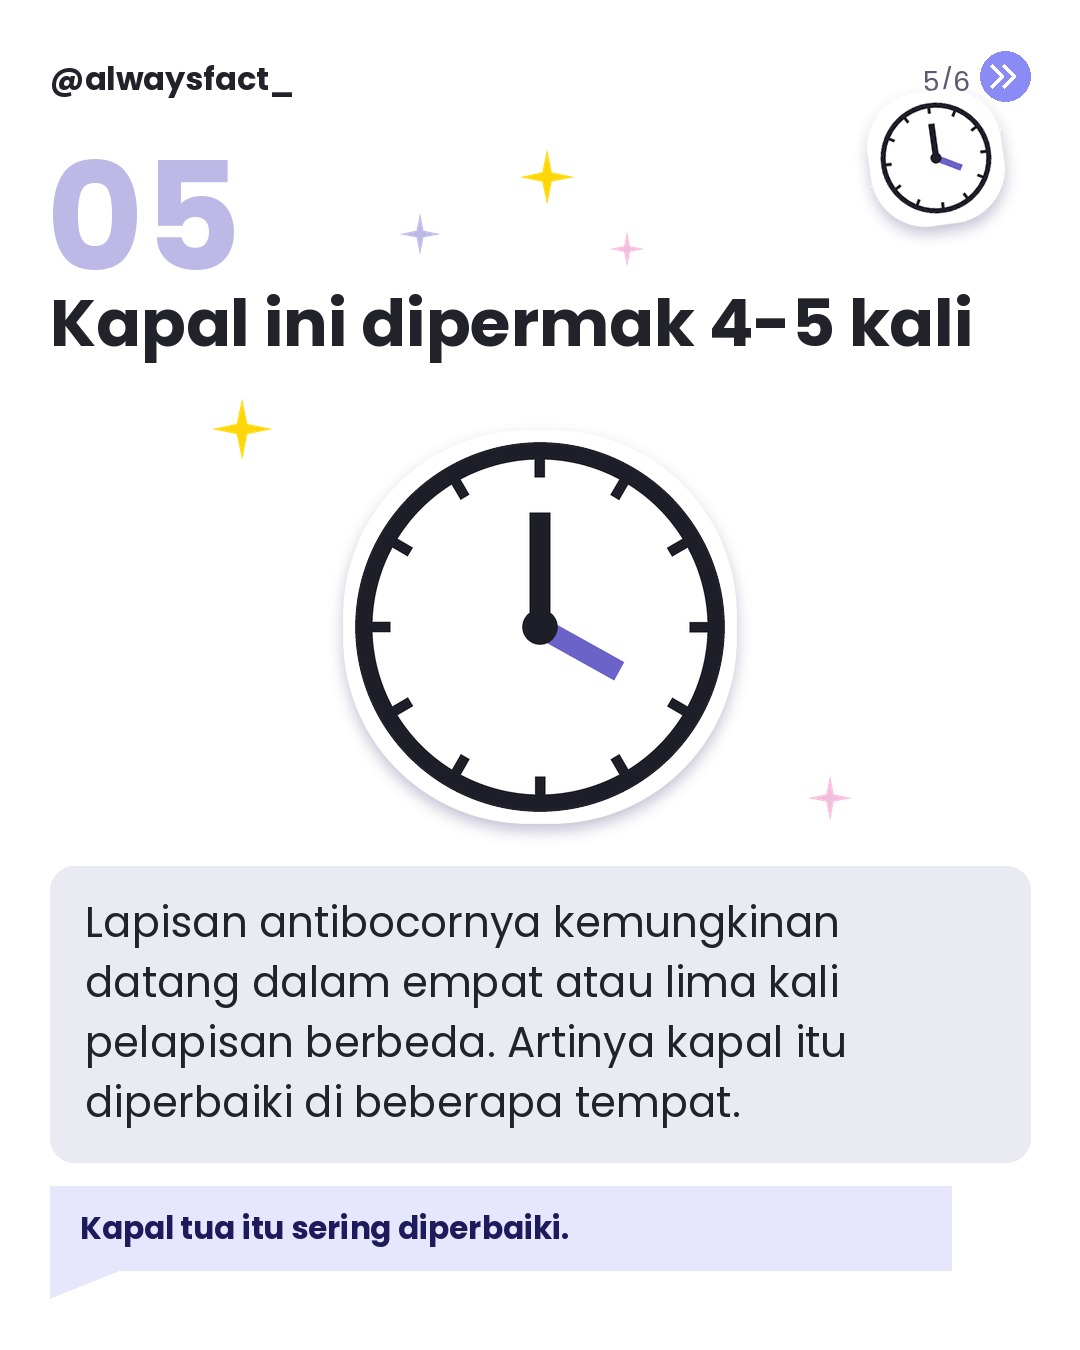 @alwaysfact_
5/6
05
Kapal ini dipermak 4-5 kali
Lapisan antibocornya kemungkinan
datang dalam empat atau lima kali
pelapisan berbeda. Artinya kapal itu
diperbaiki di beberapa tempat.
Kapal tua itu sering diperbaiki.